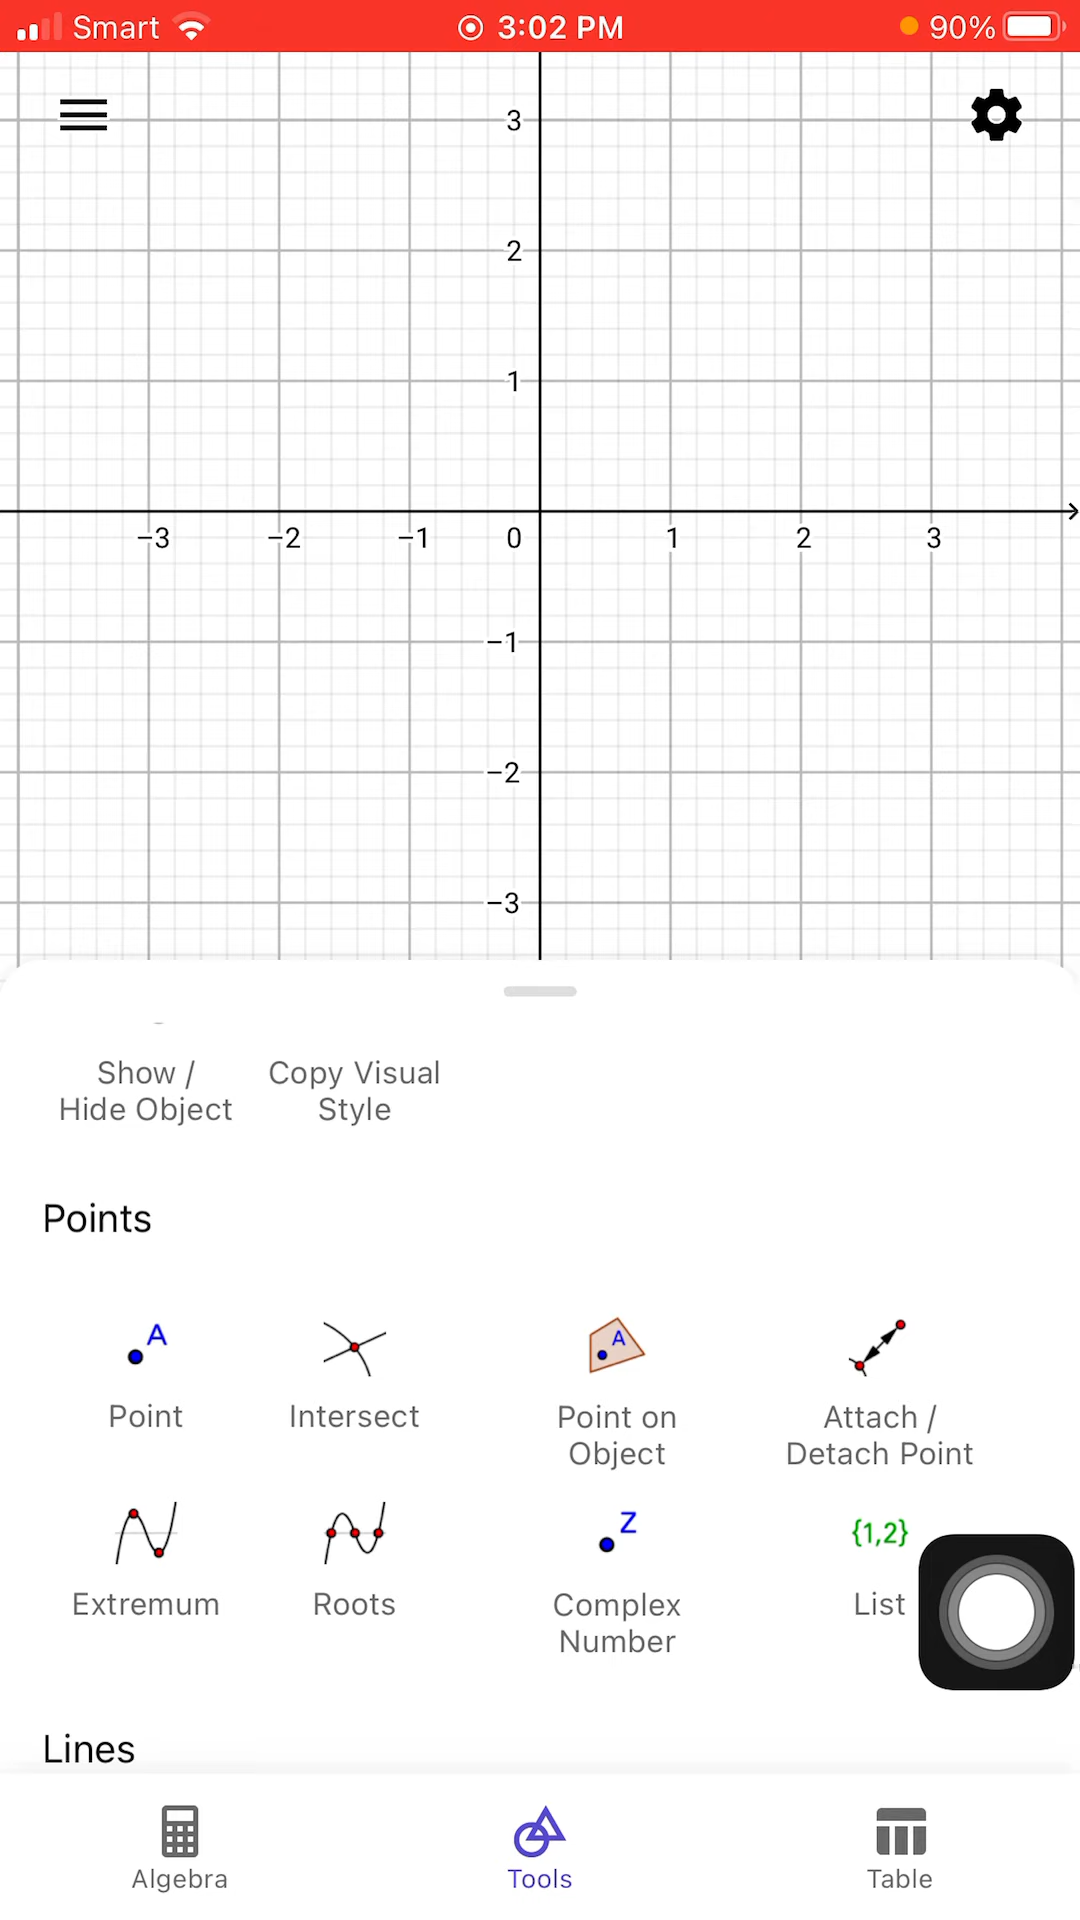 Smart 3:02 PM 90%
3
2
1
−3 −2 −1 0 1 2 3
−1
−2
−3
Show / Hide Object
Copy Visual Style
Points
A
A
Point
Intersect
Point on Object
Attach / Detach Point
Z
{1,2}
Extremum
Roots
Complex Number
List
Lines
Algebra
Tools
Table